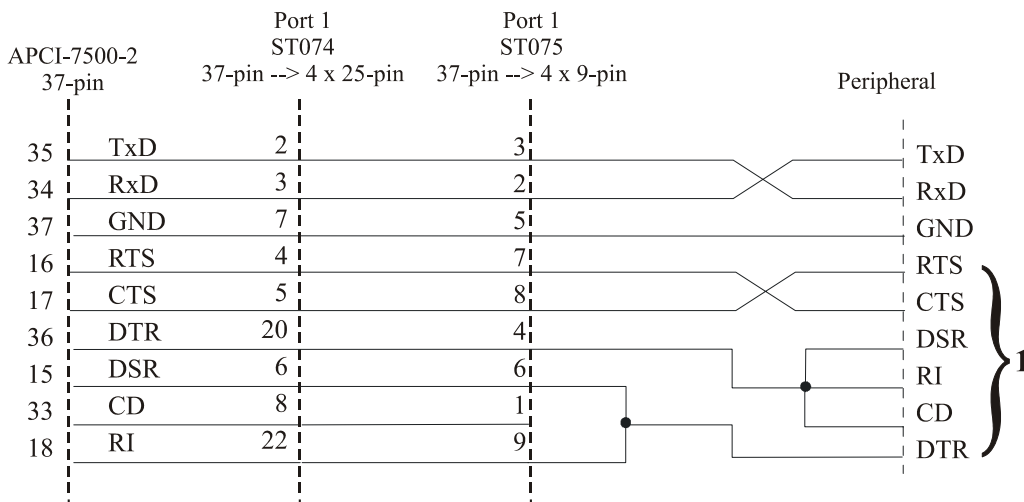 Port 1 Port 1
APCI-7500-2 ST074 ST075
37-pin 37-pin --> 4 x 25-pin 37-pin --> 4 x 9-pin Peripheral
35 TxD 2 3 TxD
34 RxD 3 2 RxD
37 GND 7 5 GND
16 RTS 4 7 RTS
17 CTS 5 8 CTS
36 DTR 20 4 DSR
15 DSR 6 6 RI
33 CD 8 1 CD
18 RI 22 9 DTR
1